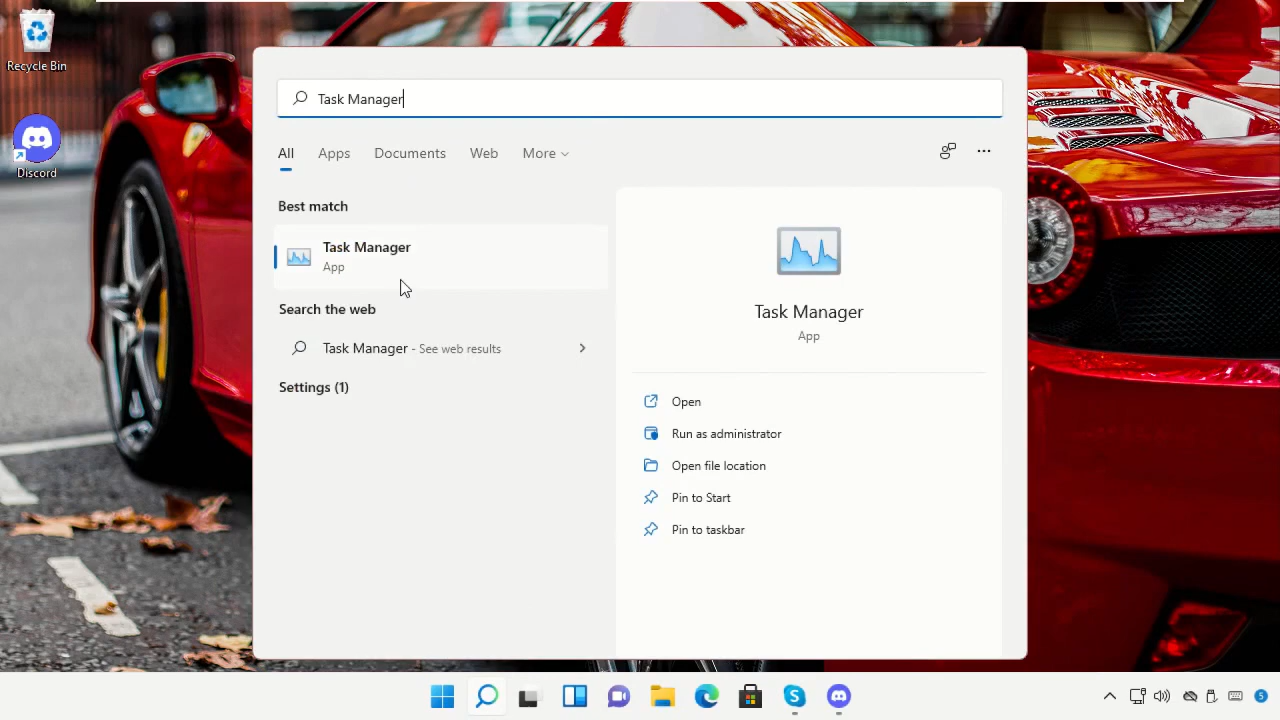 Recycle Bin
Discord
Task Manager
All Apps Documents Web More
Best match
Task Manager
App
Search the web
Task Manager - See web results
Settings (1)
Task Manager
App
Open
Run as administrator
Open file location
Pin to Start
Pin to taskbar
5